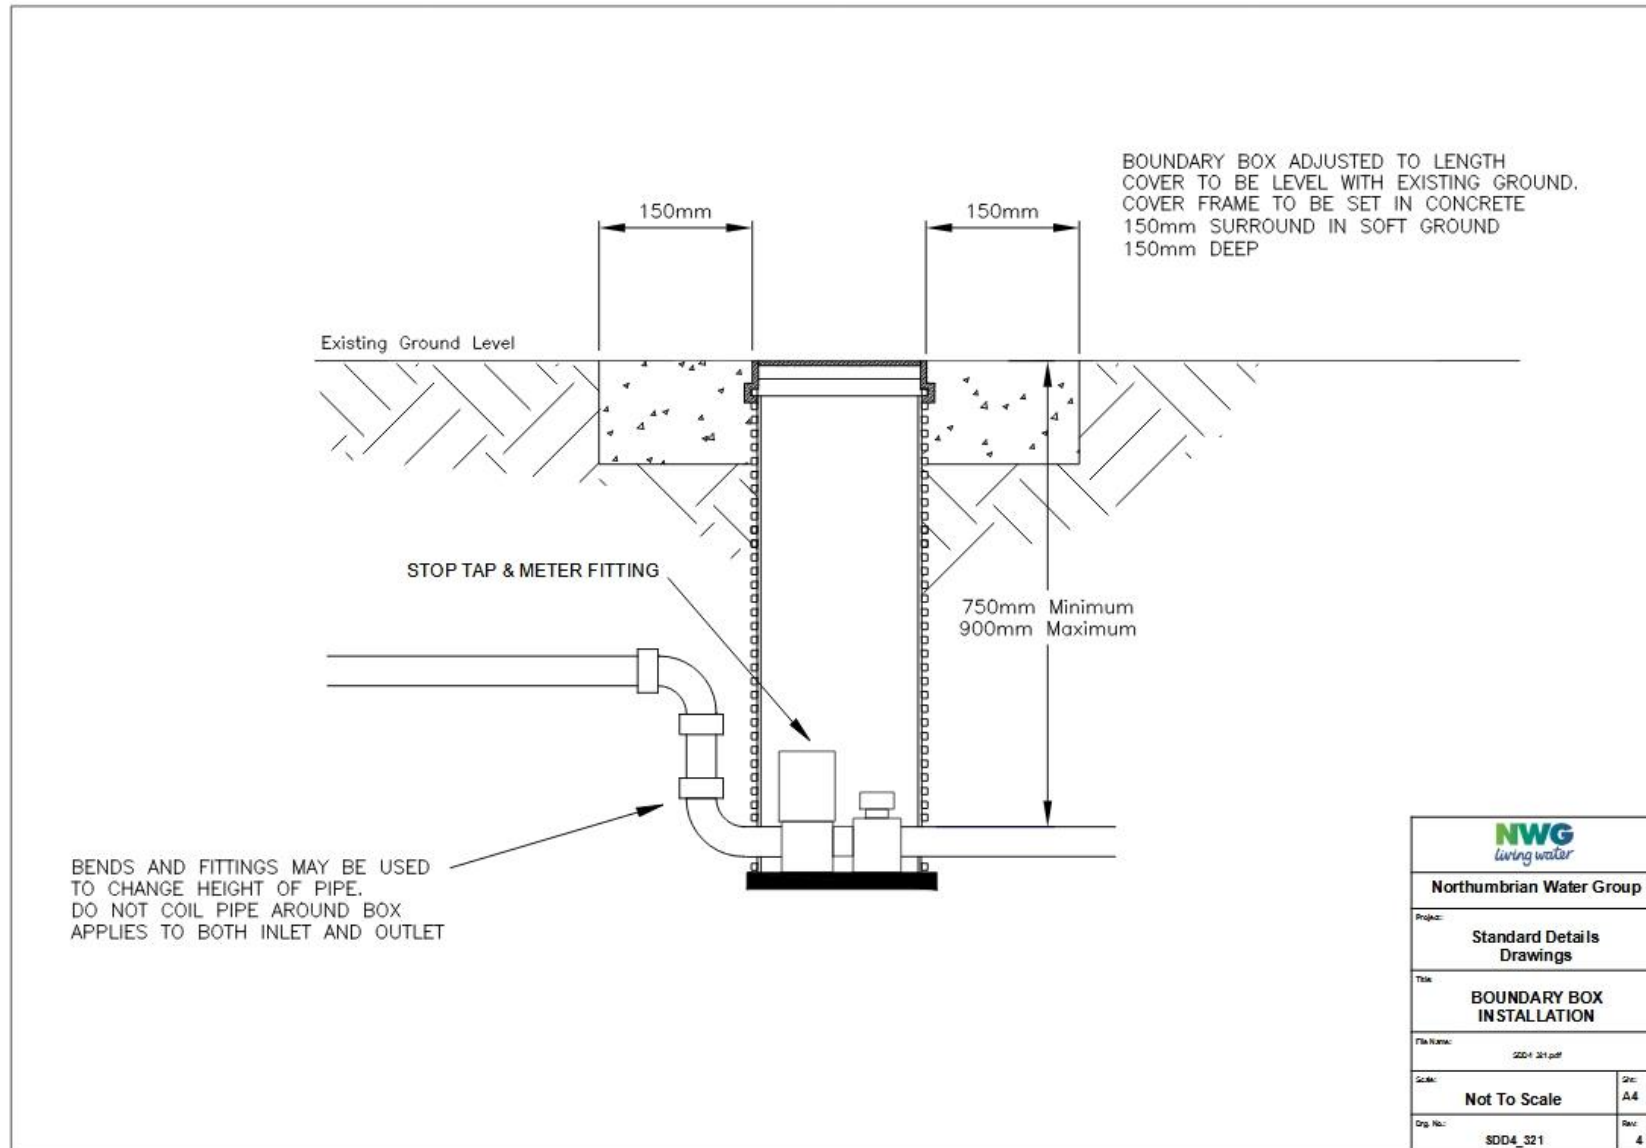 BOUNDARY BOX ADJUSTED TO LENGTH
COVER TO BE LEVEL WITH EXISTING GROUND.
COVER FRAME TO BE SET IN CONCRETE
150mm SURROUND IN SOFT GROUND
150mm DEEP
150mm
150mm
Existing Ground Level
STOP TAP & METER FITTING
750mm Minimum
900mm Maximum
BENDS AND FITTINGS MAY BE USED
TO CHANGE HEIGHT OF PIPE.
DO NOT COIL PIPE AROUND BOX
APPLIES TO BOTH INLET AND OUTLET
NWG
living water
Northumbrian Water Group
Project:
Standard Details
Drawings
Title:
BOUNDARY BOX
INSTALLATION
File Name:
SDD4_321.pdf
Scale:
Not To Scale
A4
Drg. No.:
SDD4_321
Rev:
4